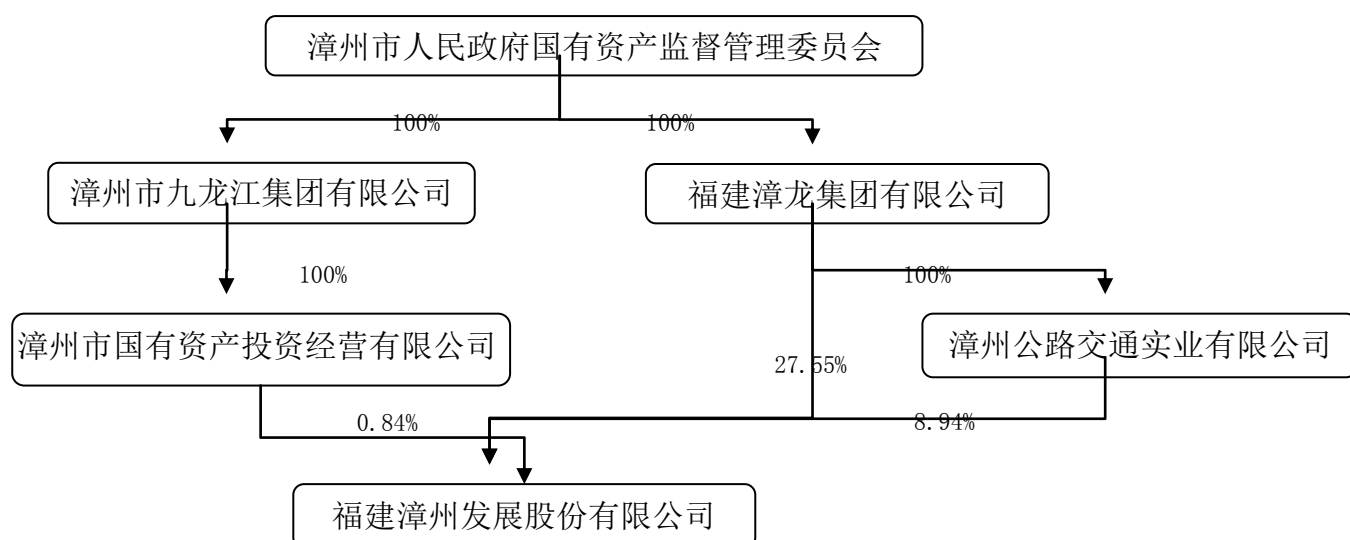 漳州市人民政府国有资产监督管理委员会
100%
100%
漳州市九龙江集团有限公司
福建漳龙集团有限公司
100%
100%
漳州市国有资产投资经营有限公司
漳州公路交通实业有限公司
27.55%
0.84%
8.94%
福建漳州发展股份有限公司